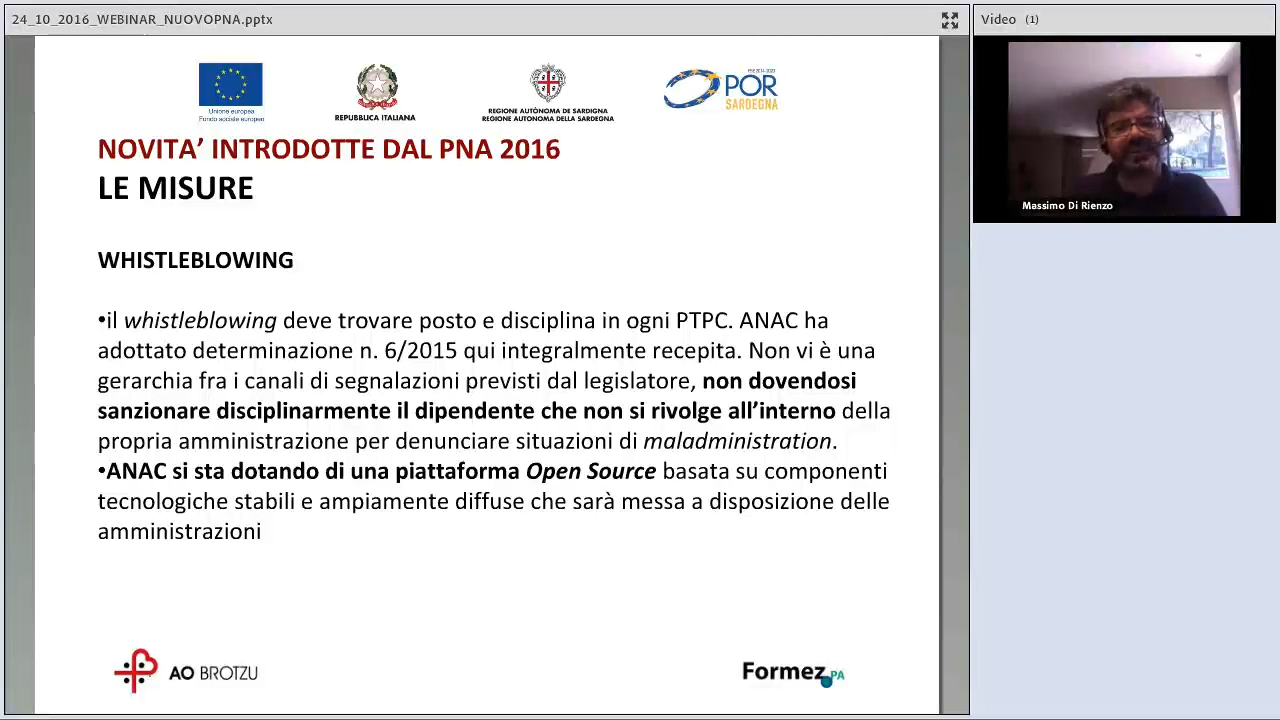 24_10_2016_WEBINAR_NUOVOPNA.pptx
Video (1)
Unione europea
Fondo sociale europeo
REPUBBLICA ITALIANA
REGIONE AUTÒNOMA DE SARDIGNA
REGIONE AUTONOMA DELLA SARDEGNA
FSE 2014-2020
POR
SARDEGNA
NOVITA’ INTRODOTTE DAL PNA 2016
LE MISURE
WHISTLEBLOWING
•il whistleblowing deve trovare posto e disciplina in ogni PTPC. ANAC ha
adottato determinazione n. 6/2015 qui integralmente recepita. Non vi è una
gerarchia fra i canali di segnalazioni previsti dal legislatore, non dovendosi
sanzionare disciplinarmente il dipendente che non si rivolge all’interno della
propria amministrazione per denunciare situazioni di maladministration.
•ANAC si sta dotando di una piattaforma Open Source basata su componenti
tecnologiche stabili e ampiamente diffuse che sarà messa a disposizione delle
amministrazioni
AO BROTZU
Formez PA
Massimo Di Rienzo